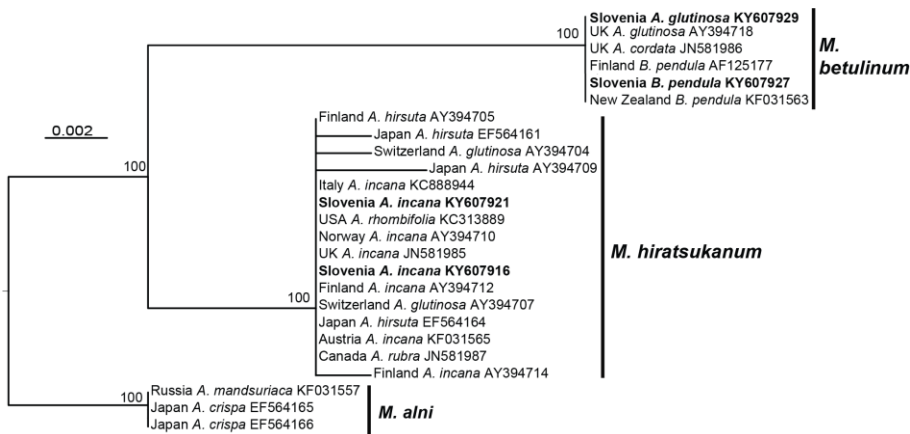 Slovenia A. glutinosa KY607929
UK A. glutinosa AY394718
UK A. cordata JN581986
Finland B. pendula AF125177
Slovenia B. pendula KY607927
New Zealand B. pendula KF031563
100
M.
betulinum
0.002
Finland A. hirsuta AY394705
Japan A. hirsuta EF564161
Switzerland A. glutinosa AY394704
Japan A. hirsuta AY394709
Italy A. incana KC888944
Slovenia A. incana KY607921
USA A. rhombifolia KC313889
Norway A. incana AY394710
UK A. incana JN581985
Slovenia A. incana KY607916
Finland A. incana AY394712
Switzerland A. glutinosa AY394707
Japan A. hirsuta EF564164
Austria A. incana KF031565
Canada A. rubra JN581987
Finland A. incana AY394714
100
100
M. hiratsukanum
Russia A. mandsuriaca KF031557
Japan A. crispa EF564165
Japan A. crispa EF564166
100
M. alni